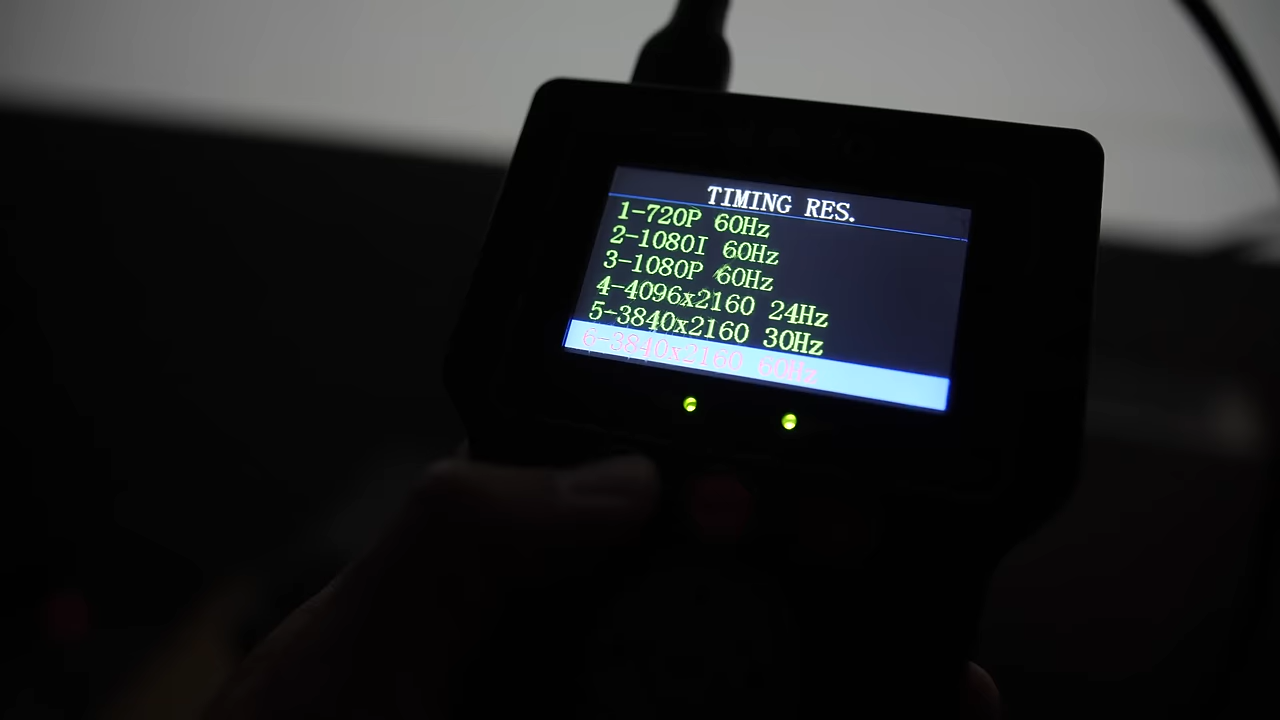 TIMING RES.
1-720P 60Hz
2-1080I 60Hz
3-1080P 60Hz
4-4096x2160 24Hz
5-3840x2160 30Hz
6-3840x2160 60Hz